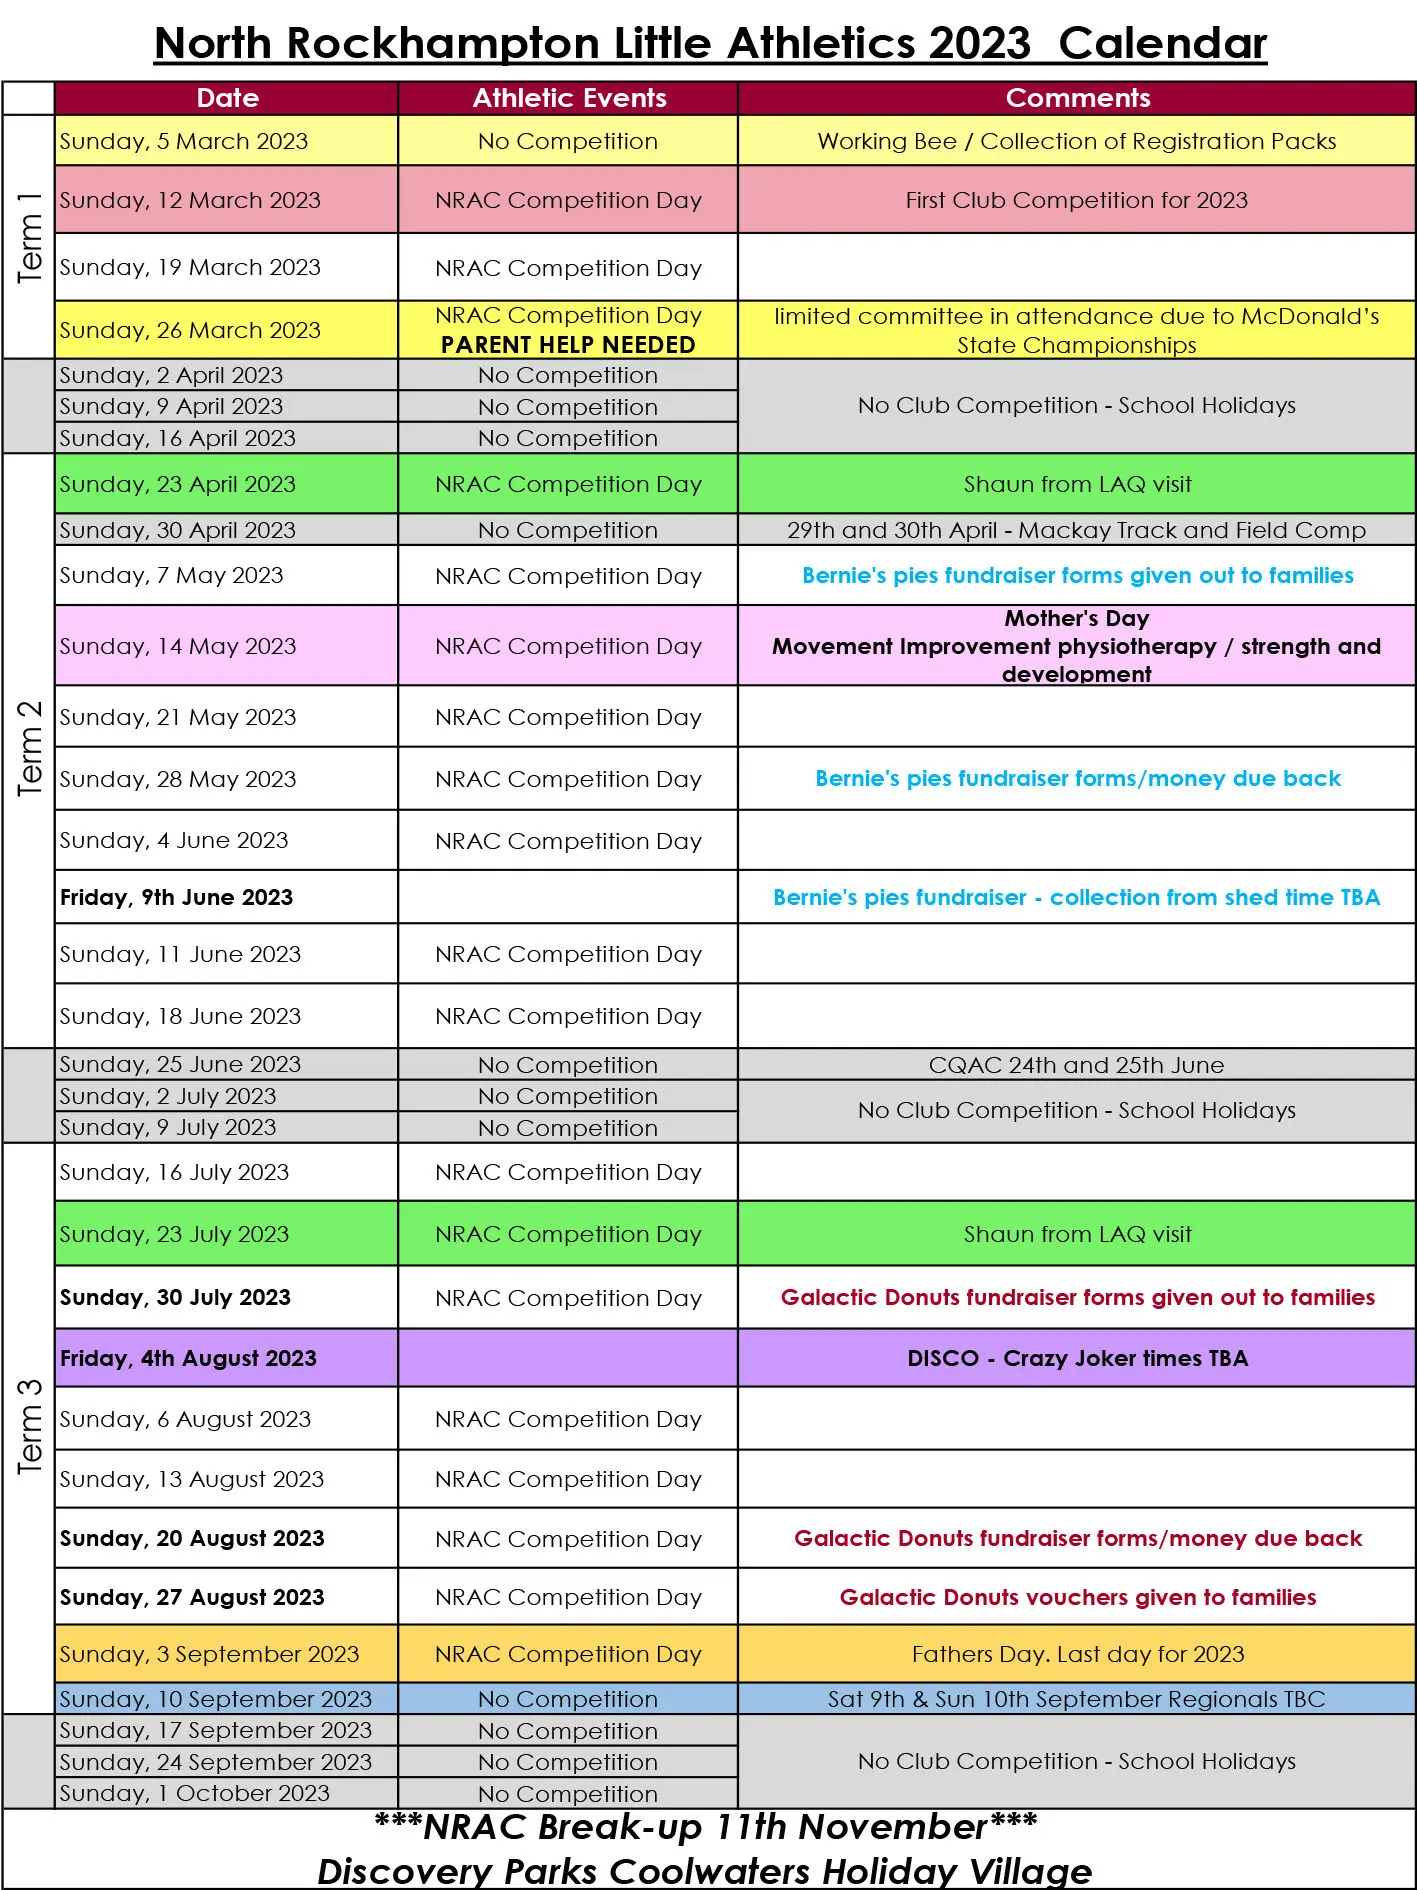 North Rockhampton Little Athletics 2023  Calendar
Date Athletic Events Comments
Term 1
Sunday, 5 March 2023 No Competition Working Bee / Collection of Registration Packs
Sunday, 12 March 2023 NRAC Competition Day First Club Competition for 2023
Sunday, 19 March 2023 NRAC Competition Day
Sunday, 26 March 2023 NRAC Competition Day limited committee in attendance due to McDonald's
PARENT HELP NEEDED State Championships
Sunday, 2 April 2023 No Competition
Sunday, 9 April 2023 No Competition No Club Competition - School Holidays
Sunday, 16 April 2023 No Competition
Term 2
Sunday, 23 April 2023 NRAC Competition Day Shaun from LAQ visit
Sunday, 30 April 2023 No Competition 29th and 30th April - Mackay Track and Field Comp
Sunday, 7 May 2023 NRAC Competition Day Bernie's pies fundraiser forms given out to families
Mother's Day
Sunday, 14 May 2023 NRAC Competition Day Movement Improvement physiotherapy / strength and
development
Sunday, 21 May 2023 NRAC Competition Day
Sunday, 28 May 2023 NRAC Competition Day Bernie's pies fundraiser forms/money due back
Sunday, 4 June 2023 NRAC Competition Day
Friday, 9th June 2023 Bernie's pies fundraiser - collection from shed time TBA
Sunday, 11 June 2023 NRAC Competition Day
Sunday, 18 June 2023 NRAC Competition Day
Sunday, 25 June 2023 No Competition CQAC 24th and 25th June
Sunday, 2 July 2023 No Competition No Club Competition - School Holidays
Sunday, 9 July 2023 No Competition
Term 3
Sunday, 16 July 2023 NRAC Competition Day
Sunday, 23 July 2023 NRAC Competition Day Shaun from LAQ visit
Sunday, 30 July 2023 NRAC Competition Day Galactic Donuts fundraiser forms given out to families
Friday, 4th August 2023 DISCO - Crazy Joker times TBA
Sunday, 6 August 2023 NRAC Competition Day
Sunday, 13 August 2023 NRAC Competition Day
Sunday, 20 August 2023 NRAC Competition Day Galactic Donuts fundraiser forms/money due back
Sunday, 27 August 2023 NRAC Competition Day Galactic Donuts vouchers given to families
Sunday, 3 September 2023 NRAC Competition Day Fathers Day. Last day for 2023
Sunday, 10 September 2023 No Competition Sat 9th & Sun 10th September Regionals TBC
Sunday, 17 September 2023 No Competition
Sunday, 24 September 2023 No Competition No Club Competition - School Holidays
Sunday, 1 October 2023 No Competition
***NRAC Break-up 11th November***
Discovery Parks Coolwaters Holiday Village